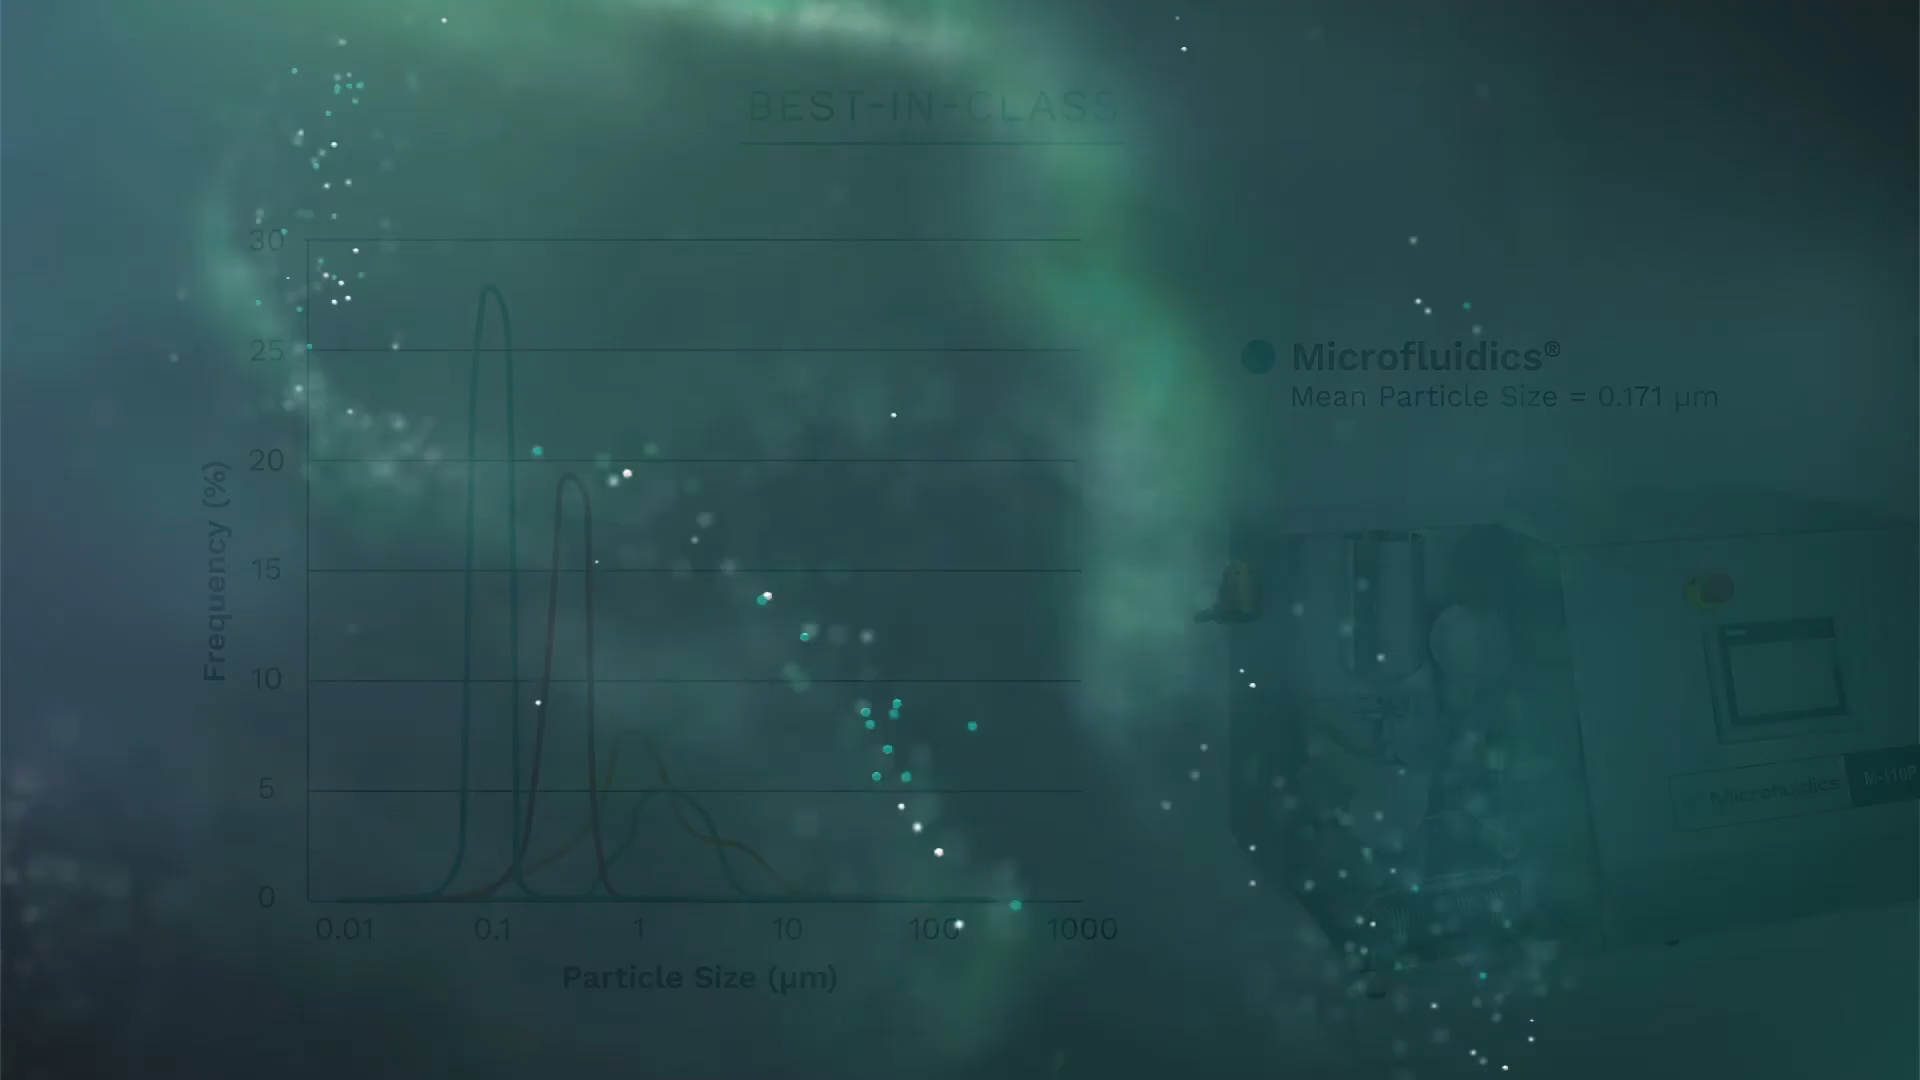 BEST-IN-CLASS
30
25
20
15
10
5
0
Frequency (%)
0.01 0.1 1 10 100 1000
Particle Size (µm)
Microfluidics®
Mean Particle Size = 0.171 µm
Microfluidics
M-110P